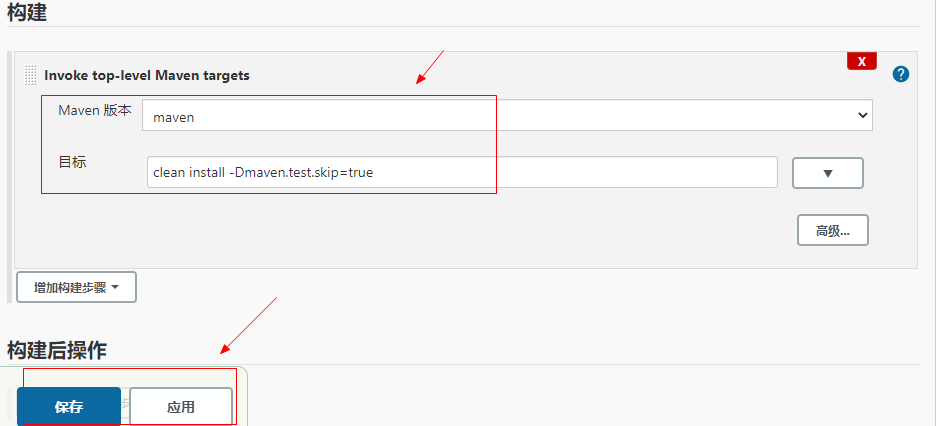 构建
Invoke top-level Maven targets
X
?
Maven 版本
maven
目标
clean install -Dmaven.test.skip=true
高级...
增加构建步骤
构建后操作
保存
应用